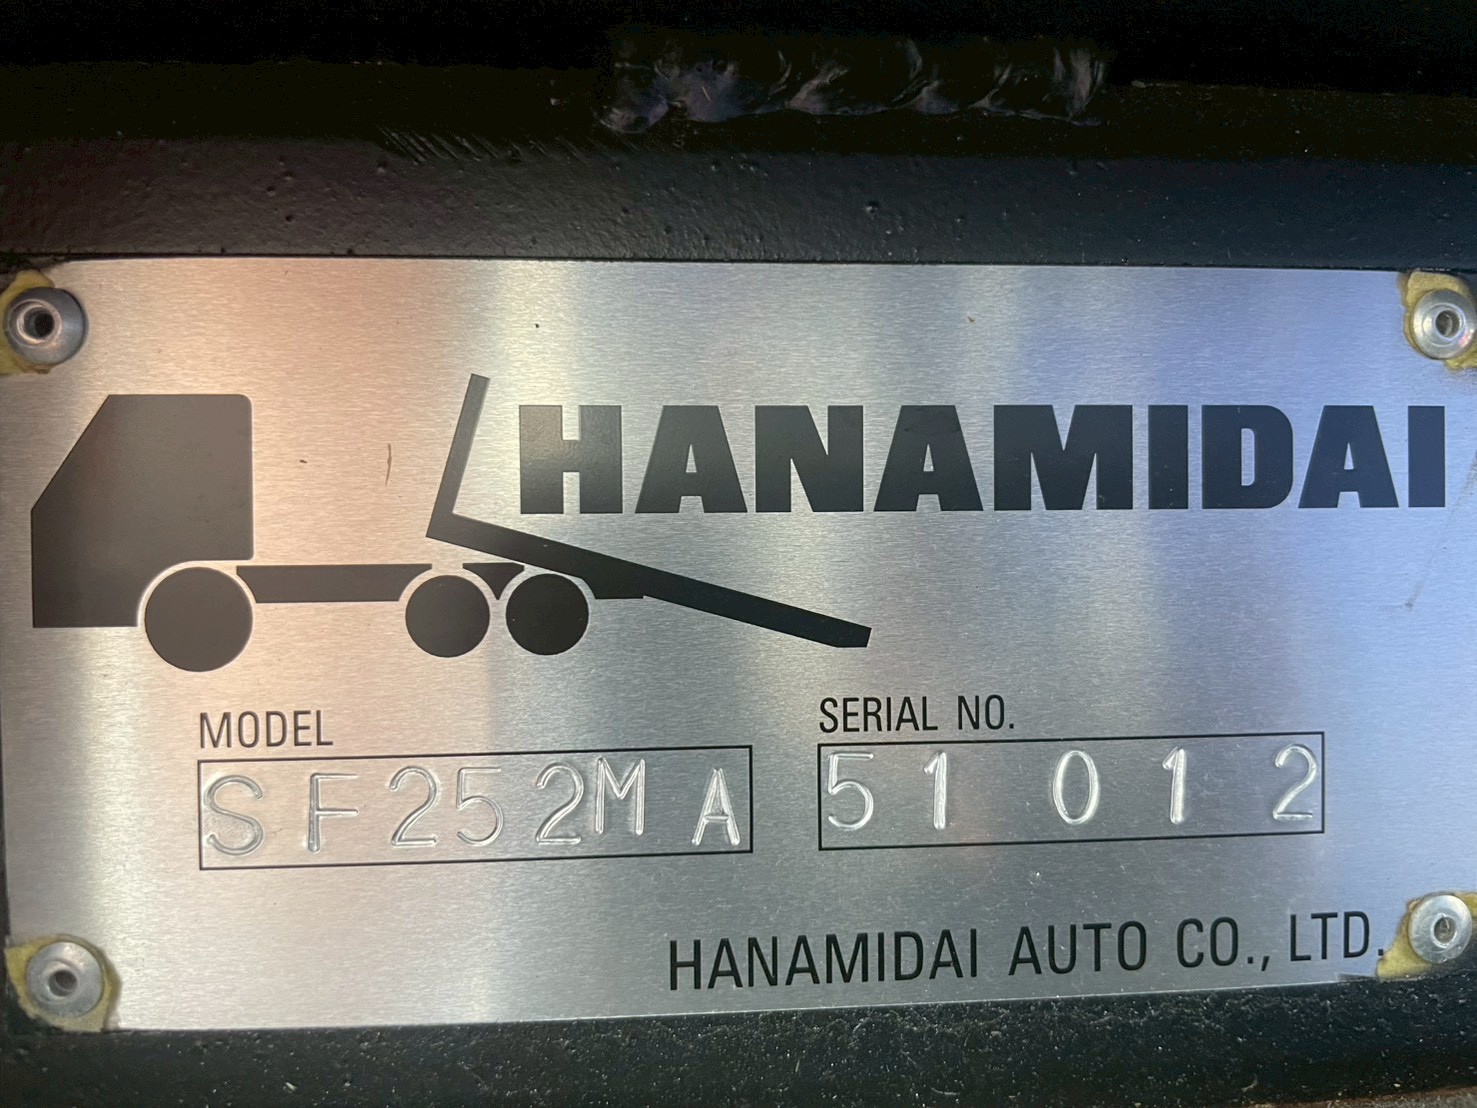 HANAMIDAI
MODEL
SF252MA
SERIAL NO.
51012
HANAMIDAI AUTO CO., LTD.